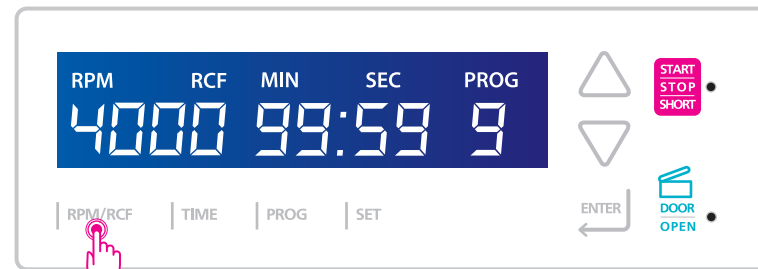 RPM RCF MIN SEC PROG
4000 99:59 9
START
STOP
SHORT
RPM/RCF TIME PROG SET
ENTER
DOOR
OPEN